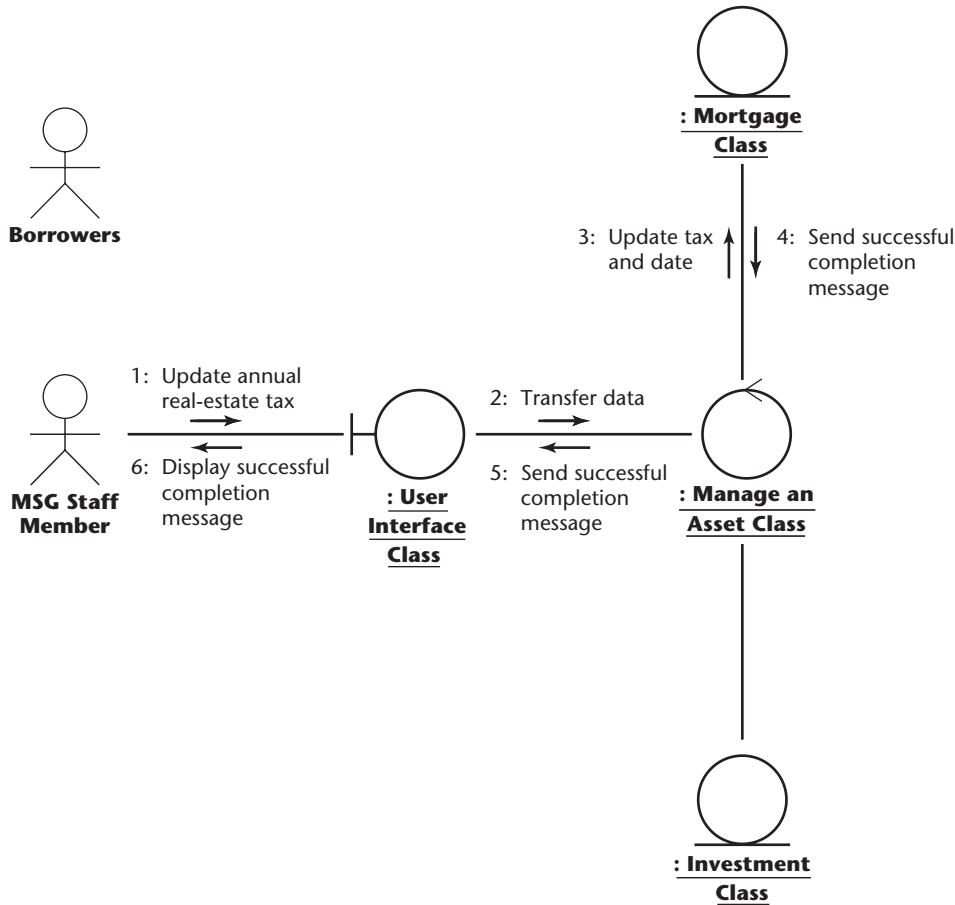 : Mortgage
Class
Borrowers
3: Update tax
and date
4: Send successful
completion
message
1: Update annual
real-estate tax
2: Transfer data
6: Display successful
completion
message
5: Send successful
completion
message
MSG Staff
Member
: User
Interface
Class
: Manage an
Asset Class
: Investment
Class